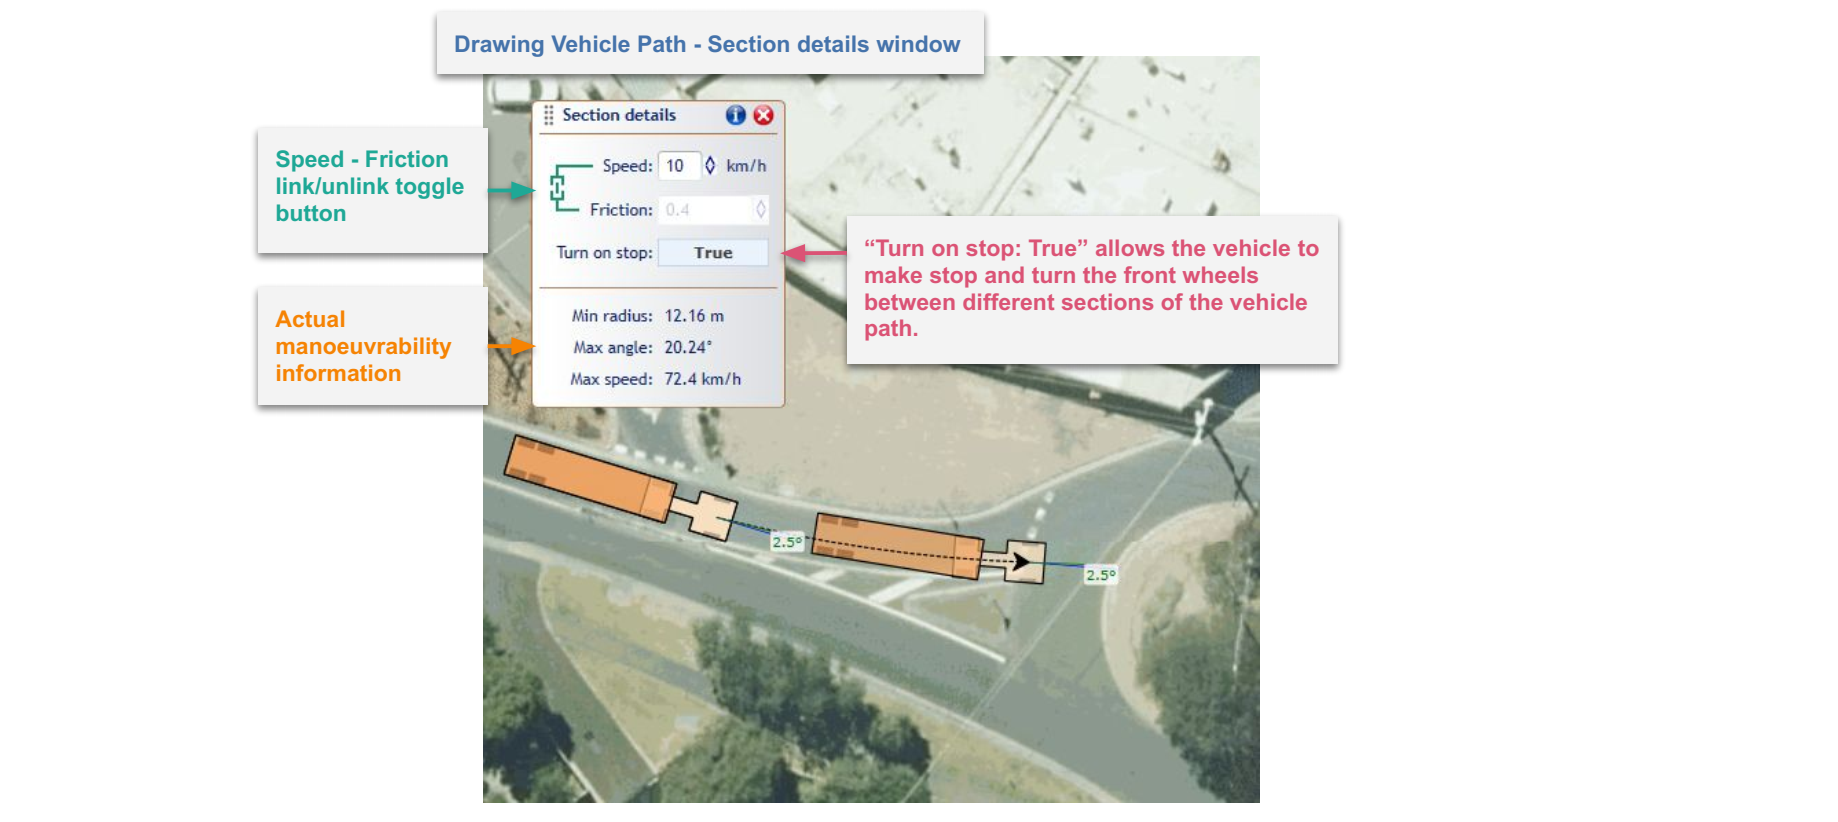 Drawing Vehicle Path - Section details window
Section details
Speed: 10 km/h
Friction: 0.4
Turn on stop: True
Min radius: 12.16 m
Max angle: 20.24°
Max speed: 72.4 km/h
Speed - Friction
link/unlink toggle
button
Actual
manoeuvrability
information
“Turn on stop: True” allows the vehicle to
make stop and turn the front wheels
between different sections of the vehicle
path.
2.5°
2.5°